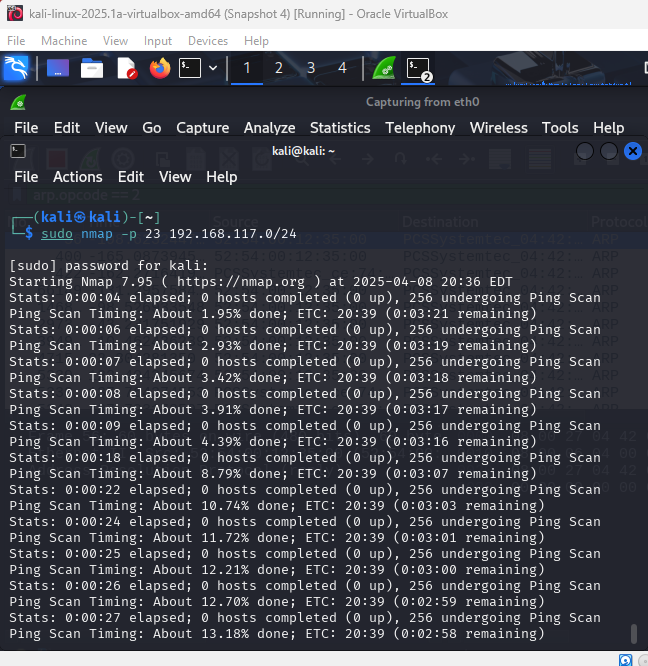 kali-linux-2025.1a-virtualbox-amd64 (Snapshot 4) [Running] - Oracle VirtualBox
File Machine View Input Devices Help
1 2 3 4 2
Capturing from eth0
File Edit View Go Capture Analyze Statistics Telephony Wireless Tools Help
kali@kali: ~
File Actions Edit View Help
arp.opcode == 2
Source Destination Protocol
┌──(kali㉿kali)-[~]
└─$ sudo nmap -p 23 192.168.117.0/24
[sudo] password for kali:
Starting Nmap 7.95 ( https://nmap.org ) at 2025-04-08 20:36 EDT
Stats: 0:00:04 elapsed; 0 hosts completed (0 up), 256 undergoing Ping Scan
Ping Scan Timing: About 1.95% done; ETC: 20:39 (0:03:21 remaining)
Stats: 0:00:06 elapsed; 0 hosts completed (0 up), 256 undergoing Ping Scan
Ping Scan Timing: About 2.93% done; ETC: 20:39 (0:03:19 remaining)
Stats: 0:00:07 elapsed; 0 hosts completed (0 up), 256 undergoing Ping Scan
Ping Scan Timing: About 3.42% done; ETC: 20:39 (0:03:18 remaining)
Stats: 0:00:08 elapsed; 0 hosts completed (0 up), 256 undergoing Ping Scan
Ping Scan Timing: About 3.91% done; ETC: 20:39 (0:03:17 remaining)
Stats: 0:00:09 elapsed; 0 hosts completed (0 up), 256 undergoing Ping Scan
Ping Scan Timing: About 4.39% done; ETC: 20:39 (0:03:16 remaining)
Stats: 0:00:18 elapsed; 0 hosts completed (0 up), 256 undergoing Ping Scan
Ping Scan Timing: About 8.79% done; ETC: 20:39 (0:03:07 remaining)
Stats: 0:00:22 elapsed; 0 hosts completed (0 up), 256 undergoing Ping Scan
Ping Scan Timing: About 10.74% done; ETC: 20:39 (0:03:03 remaining)
Stats: 0:00:24 elapsed; 0 hosts completed (0 up), 256 undergoing Ping Scan
Ping Scan Timing: About 11.72% done; ETC: 20:39 (0:03:01 remaining)
Stats: 0:00:25 elapsed; 0 hosts completed (0 up), 256 undergoing Ping Scan
Ping Scan Timing: About 12.21% done; ETC: 20:39 (0:03:00 remaining)
Stats: 0:00:26 elapsed; 0 hosts completed (0 up), 256 undergoing Ping Scan
Ping Scan Timing: About 12.70% done; ETC: 20:39 (0:02:59 remaining)
Stats: 0:00:27 elapsed; 0 hosts completed (0 up), 256 undergoing Ping Scan
Ping Scan Timing: About 13.18% done; ETC: 20:39 (0:02:58 remaining)